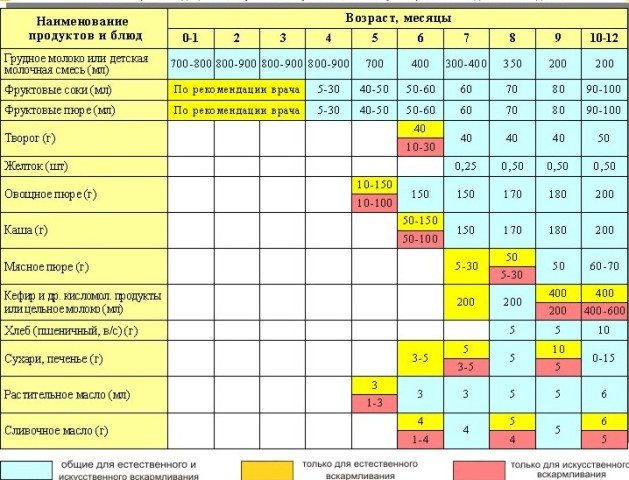 Наименование продуктов и блюд | Возраст, месяцы
0-1 | 2 | 3 | 4 | 5 | 6 | 7 | 8 | 9 | 10-12
Грудное молоко или детская молочная смесь (мл) | 700-800 | 800-900 | 800-900 | 800-900 | 700 | 400 | 300-400 | 350 | 200 | 200
Фруктовые соки (мл) | По рекомендации врача | 5-30 | 40-50 | 50-60 | 60 | 70 | 80 | 90-100
Фруктовые пюре (мл) | По рекомендации врача | 5-30 | 40-50 | 50-60 | 60 | 70 | 80 | 90-100
Творог (г) | 40 | 10-30 | 40 | 40 | 40 | 50
Желток (шт) | 0,25 | 0,50 | 0,50 | 0,50
Овощное пюре (г) | 10-150 | 10-100 | 150 | 150 | 170 | 180 | 200
Каша (г) | 50-150 | 50-100 | 150 | 170 | 180 | 200
Мясное пюре (г) | 5-30 | 50 | 5-30 | 50 | 60-70
Кефир и др. кисломол. продукты или цельное молоко (мл) | 200 | 200 | 400 | 200 | 400 | 400-600
Хлеб (пшеничный, в/с) (г) | 5 | 5 | 10
Сухари, печенье (г) | 3-5 | 5 | 3-5 | 5 | 10 | 5 | 0-15
Растительное масло (мл) | 3 | 1-3 | 3 | 3 | 5 | 5 | 6
Сливочное масло (г) | 4 | 1-4 | 4 | 5 | 4 | 5 | 6 | 5
общие для естественного и искусственного вскармливания
только для естественного вскармливания
только для искусственного вскармливания